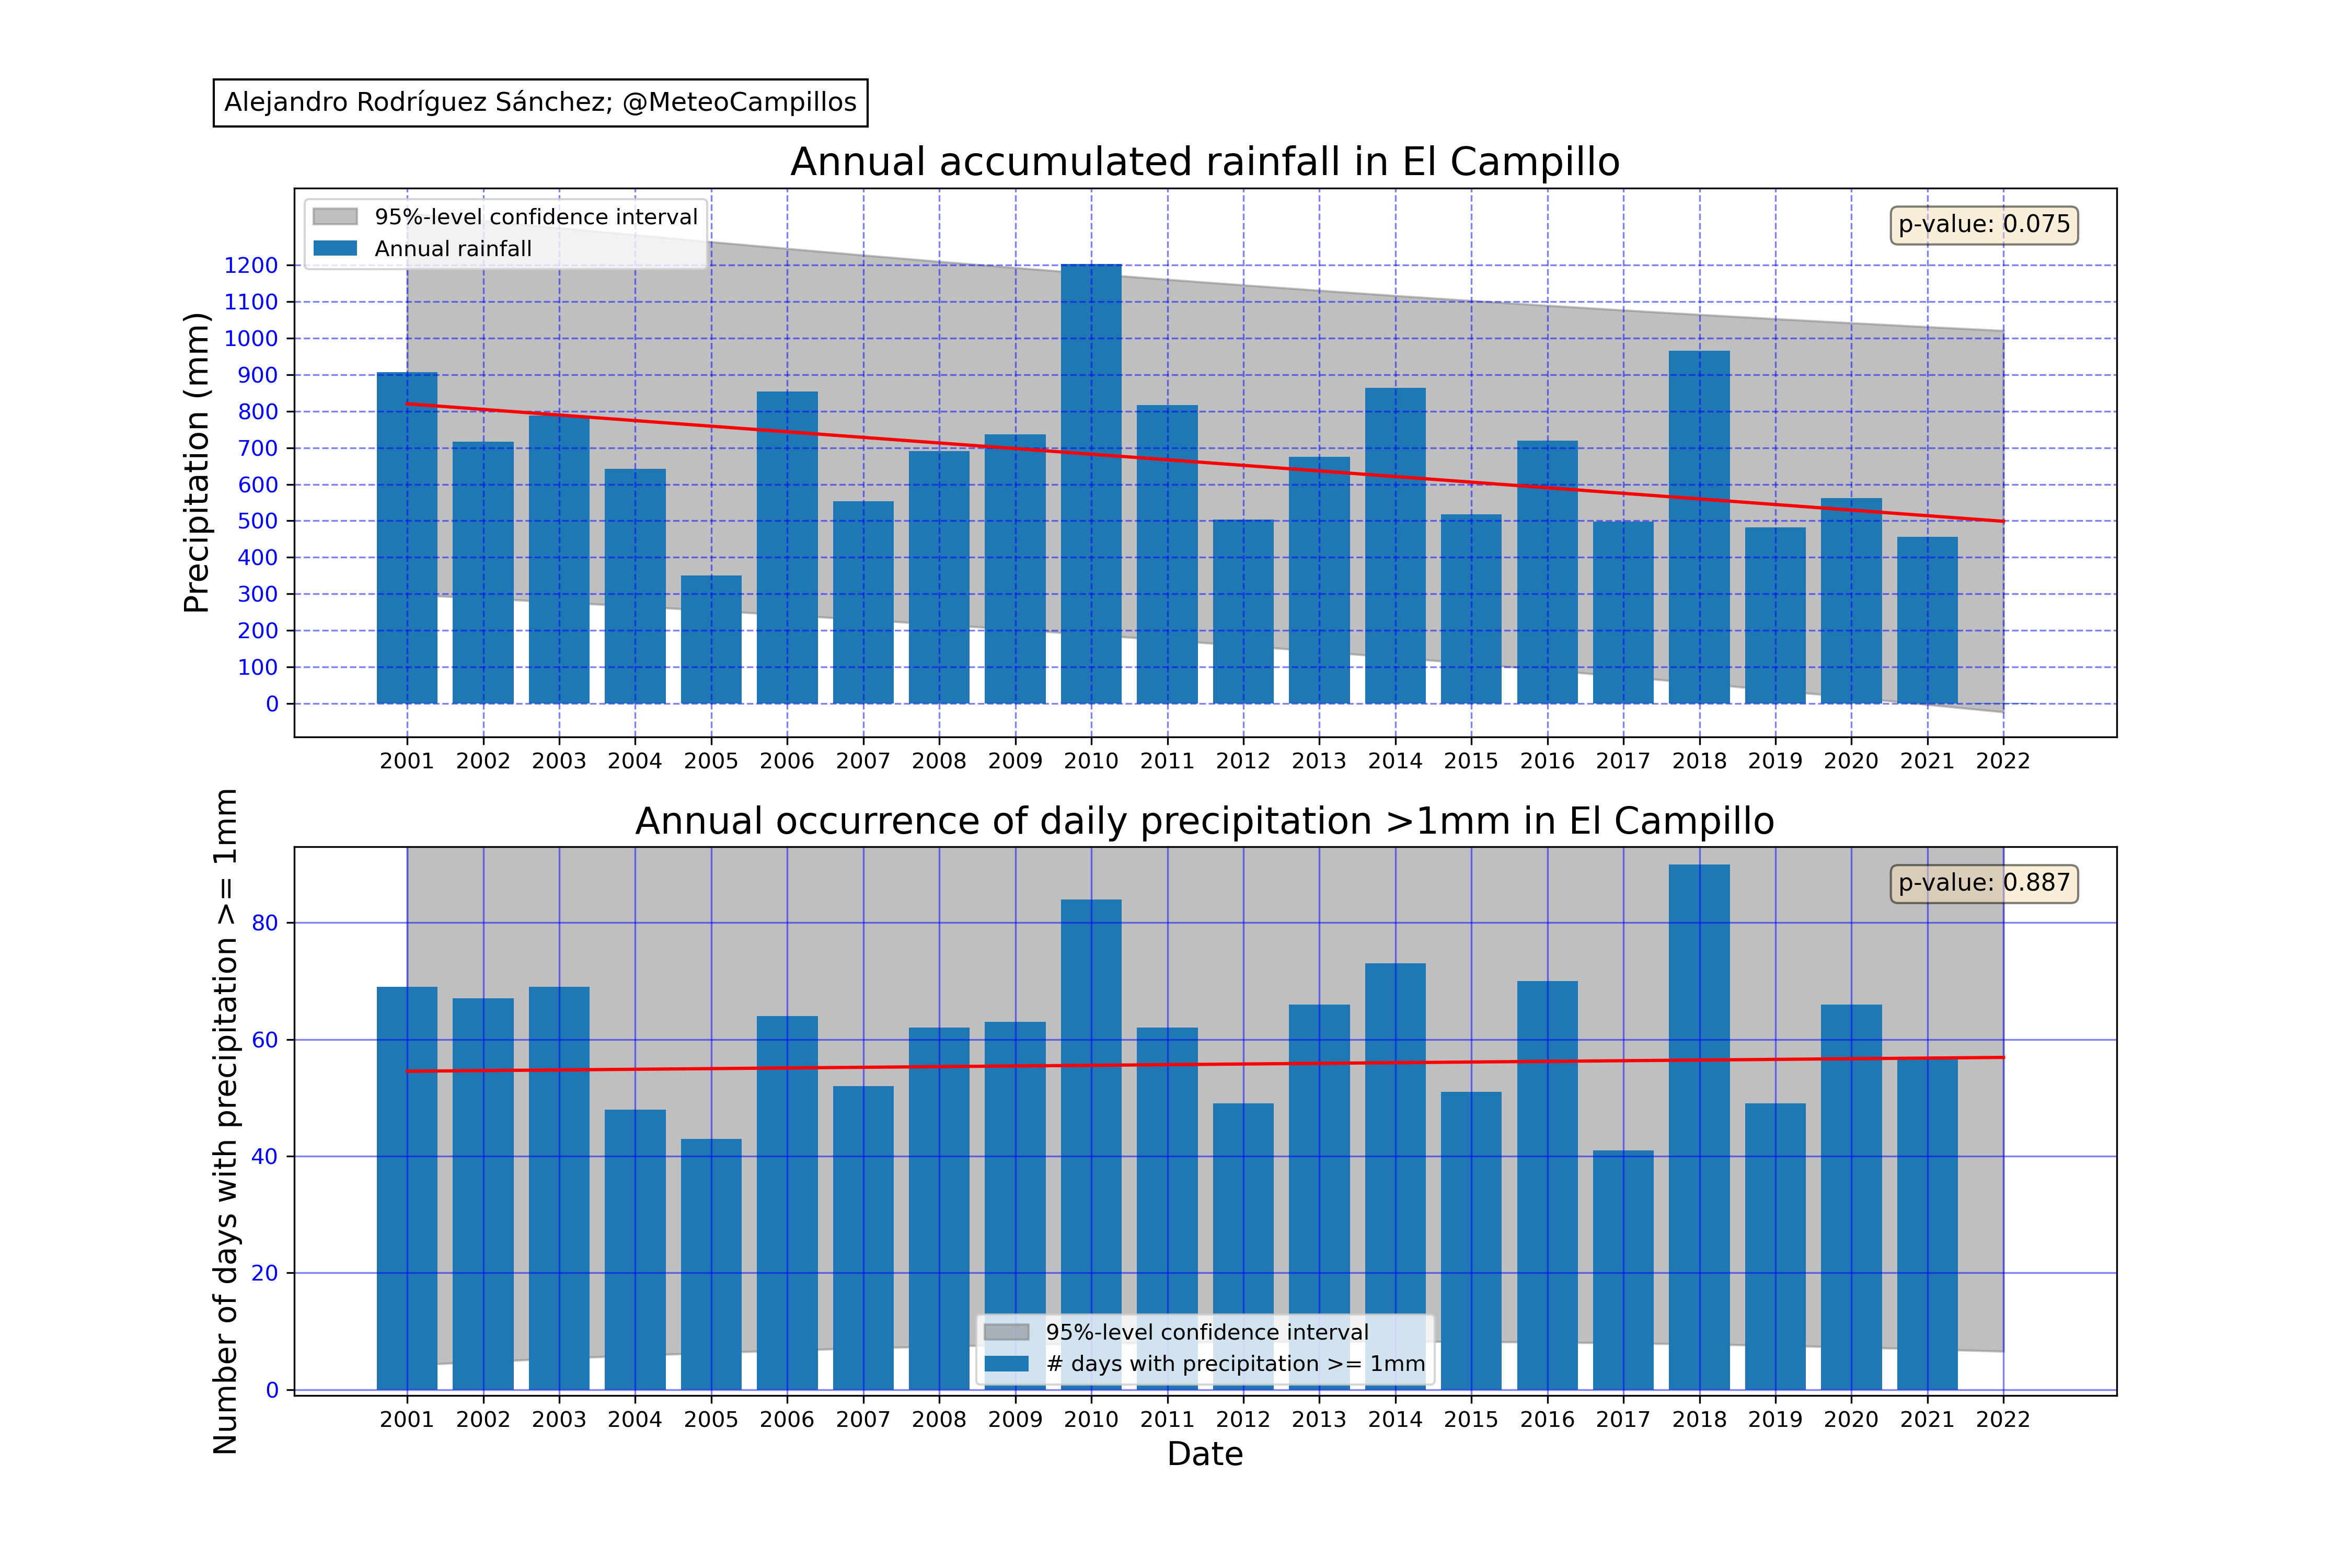 Alejandro Rodríguez Sánchez; @MeteoCampillos
Annual accumulated rainfall in El Campillo
95%-level confidence interval
Annual rainfall
p-value: 0.075
Precipitation (mm)
1200
1100
1000
900
800
700
600
500
400
300
200
100
0
2001 2002 2003 2004 2005 2006 2007 2008 2009 2010 2011 2012 2013 2014 2015 2016 2017 2018 2019 2020 2021 2022
Annual occurrence of daily precipitation >1mm in El Campillo
p-value: 0.887
Number of days with precipitation >= 1mm
80
60
40
20
0
95%-level confidence interval
# days with precipitation >= 1mm
2001 2002 2003 2004 2005 2006 2007 2008 2009 2010 2011 2012 2013 2014 2015 2016 2017 2018 2019 2020 2021 2022
Date